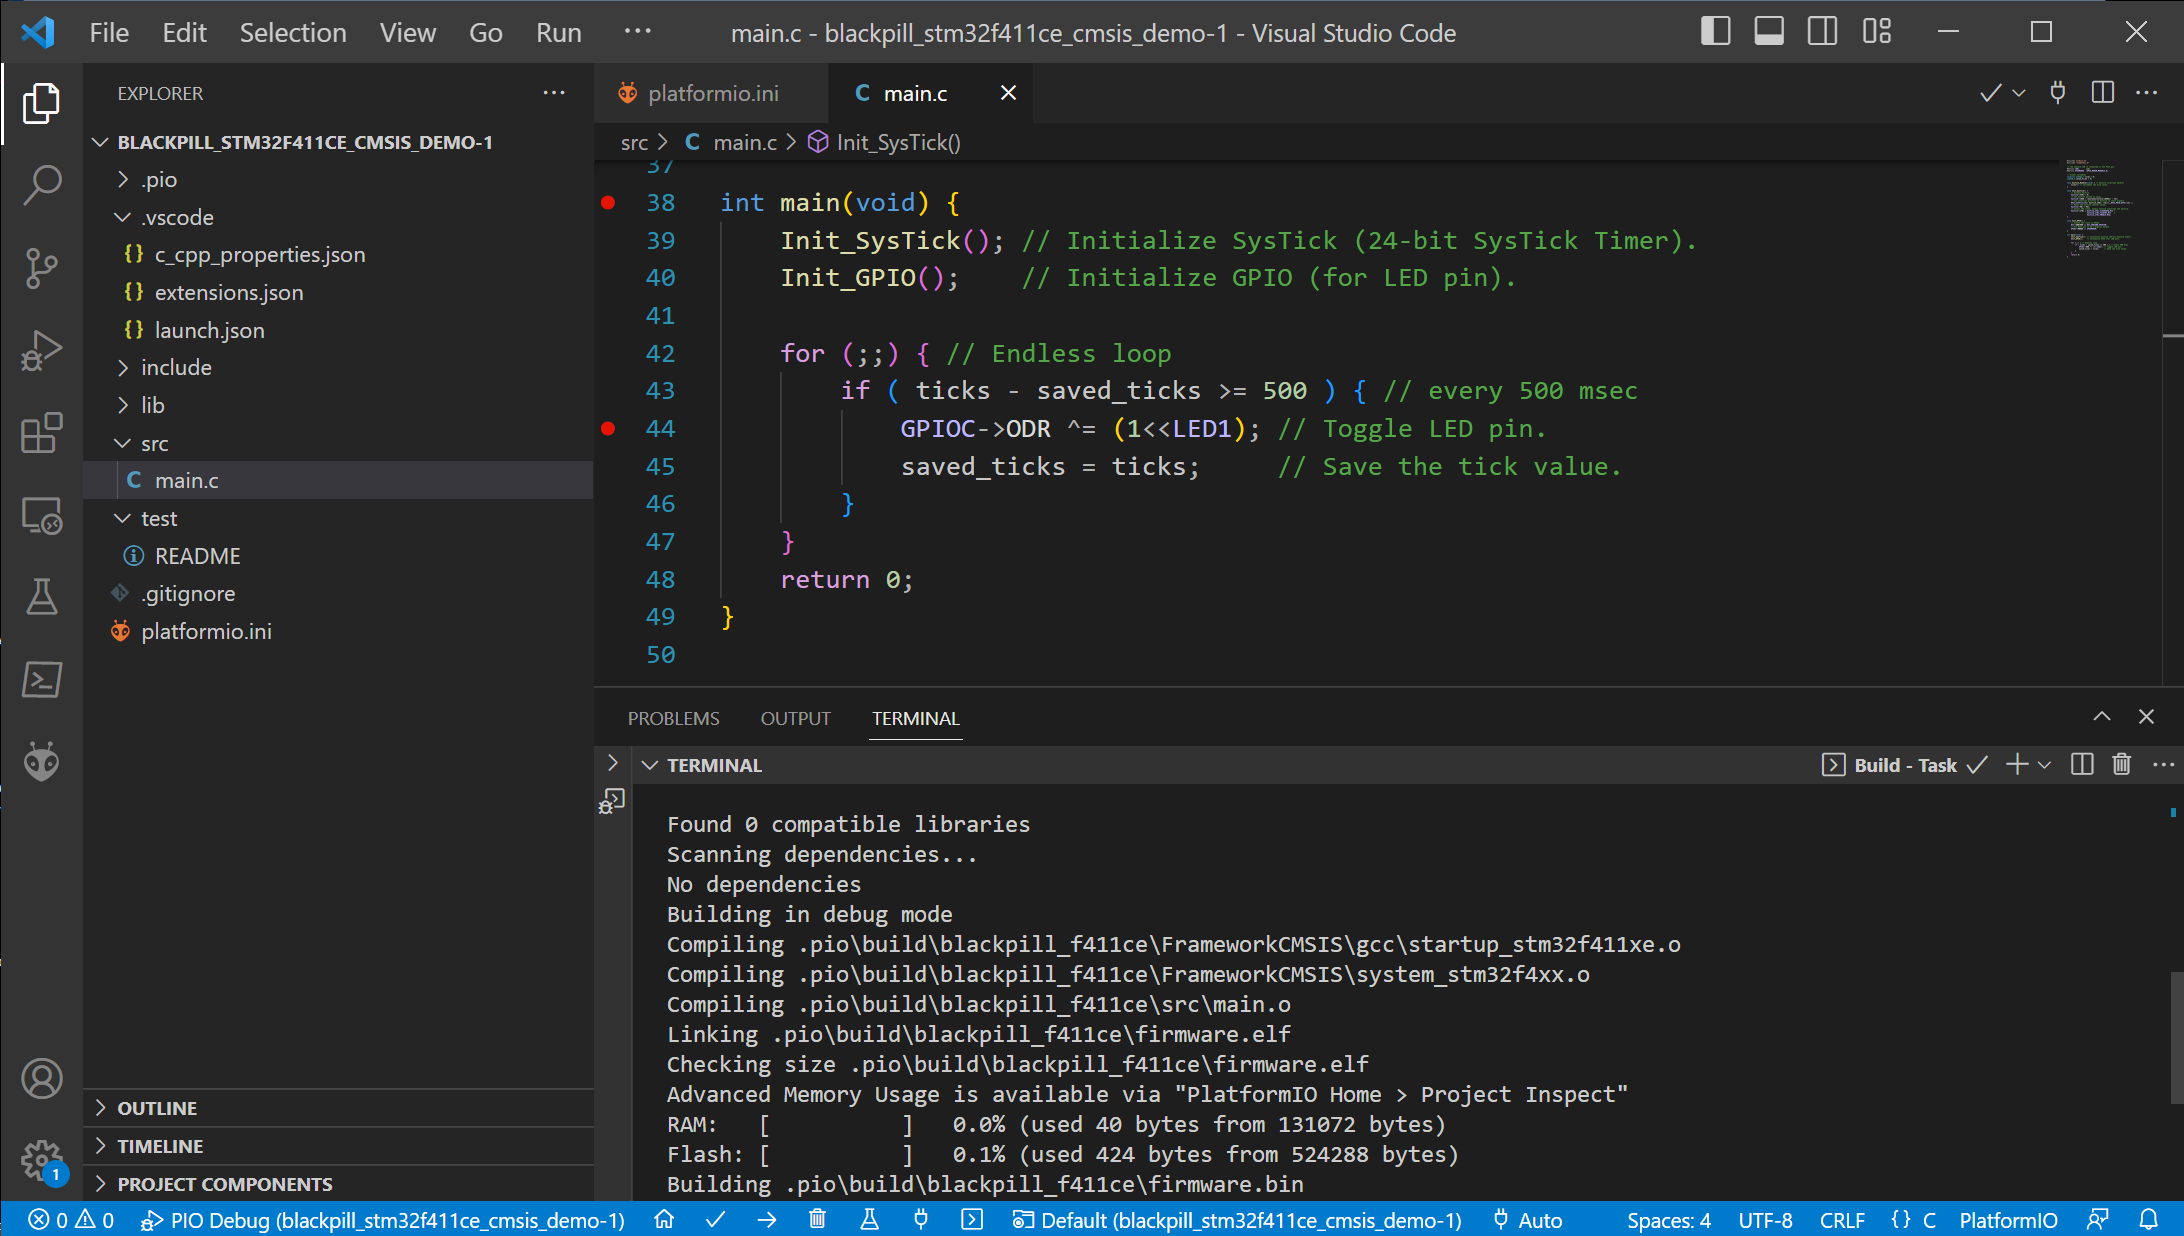 File Edit Selection View Go Run ··· main.c - blackpill_stm32f411ce_cmsis_demo-1 - Visual Studio Code
EXPLORER
BLACKPILL_STM32F411CE_CMSIS_DEMO-1
.pio
.vscode
{} c_cpp_properties.json
{} extensions.json
{} launch.json
include
lib
src
C main.c
test
README
.gitignore
platformio.ini
OUTLINE
TIMELINE
PROJECT COMPONENTS
platformio.ini C main.c
src > C main.c > Init_SysTick()
37
38 int main(void) {
39 Init_SysTick(); // Initialize SysTick (24-bit SysTick Timer).
40 Init_GPIO(); // Initialize GPIO (for LED pin).
41
42 for (;;) { // Endless loop
43 if ( ticks - saved_ticks >= 500 ) { // every 500 msec
44 GPIOC->ODR ^= (1<<LED1); // Toggle LED pin.
45 saved_ticks = ticks; // Save the tick value.
46 }
47 }
48 return 0;
49 }
50
PROBLEMS OUTPUT TERMINAL
TERMINAL Build - Task
Found 0 compatible libraries
Scanning dependencies...
No dependencies
Building in debug mode
Compiling .pio\build\blackpill_f411ce\FrameworkCMSIS\gcc\startup_stm32f411xe.o
Compiling .pio\build\blackpill_f411ce\FrameworkCMSIS\system_stm32f4xx.o
Compiling .pio\build\blackpill_f411ce\src\main.o
Linking .pio\build\blackpill_f411ce\firmware.elf
Checking size .pio\build\blackpill_f411ce\firmware.elf
Advanced Memory Usage is available via "PlatformIO Home > Project Inspect"
RAM: [          ] 0.0% (used 40 bytes from 131072 bytes)
Flash: [          ] 0.1% (used 424 bytes from 524288 bytes)
Building .pio\build\blackpill_f411ce\firmware.bin
1
0 0 PIO Debug (blackpill_stm32f411ce_cmsis_demo-1) Default (blackpill_stm32f411ce_cmsis_demo-1) Auto Spaces: 4 UTF-8 CRLF {} C PlatformIO